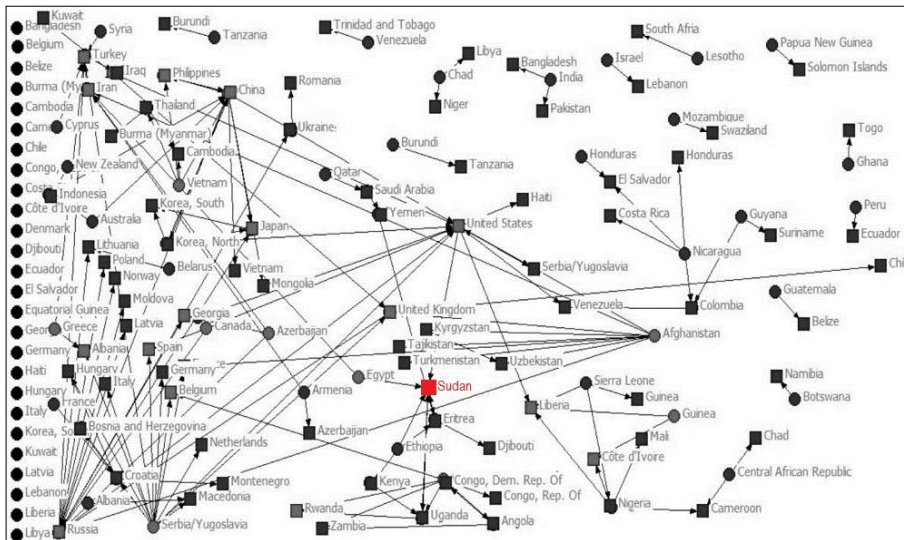 Kuwait
Bangladesh
Syria
Burundi
Tanzania
Trinidad and Tobago
Venezuela
South Afria
Lesotho
Papua New Guinea
Solomon Islands
Belgium
Turkey
Iraq
Philippines
China
Romania
Libya
Chad
Niger
Bangladesh
India
Pakistan
Israel
Lebanon
Belize
Burma (My
Iran
Thailand
Ukraine
Mozambique
Swaziland
Togo
Ghana
Cambodia
Came
Cyprus
Burma (Myanmar)
Cambodia
Burundi
Tanzania
Honduras
Honduras
El Salvador
Chile
Congo,
New Zealand
Vietnam
Qatar
Saudi Arabia
Yemen
Haiti
United States
Costa Rica
Guyana
Suriname
Peru
Ecuador
Costa
Indonesia
Côte d'Ivoire
Australia
Korea, South
Japan
Denmark
Djibouti
Lithuania
Korea, North
Poland
Belarus
Vietnam
Mongolia
Serbia/Yugoslavia
Nicaragua
Chi
Ecuador
Norway
El Salvador
Moldova
Equatorial Guinea
Georgia
United Kingdom
Venezuela
Colombia
Guatemala
Belize
Geor
Greece
Latvia
Canada
Azerbaijan
Kyrgyzstan
Afghanistan
Germany
Albania
Spain
Tajikistan
Turkmenistan
Uzbekistan
Haiti
Hungary
Germany
ce
Egypt
Sudan
Sierra Leone
Guinea
Namibia
Botswana
Hungary
Italy
Belgium
Armenia
Italy
France
Liberia
Guinea
Korea, So
Bosnia and Herzegovina
Azerbaijan
Eritrea
Mali
Kuwait
Netherlands
Ethiopia
Djibouti
Côte d'Ivoire
Chad
Latvia
Croatia
Montenegro
Kenya
Congo, Dem. Rep. Of
Central African Republic
Lebanon
Albania
Macedonia
Rwanda
Congo, Rep. Of
Liberia
Nigeria
Cameroon
Libya
Russia
Serbia/Yugoslavia
Zambia
Uganda
Angola